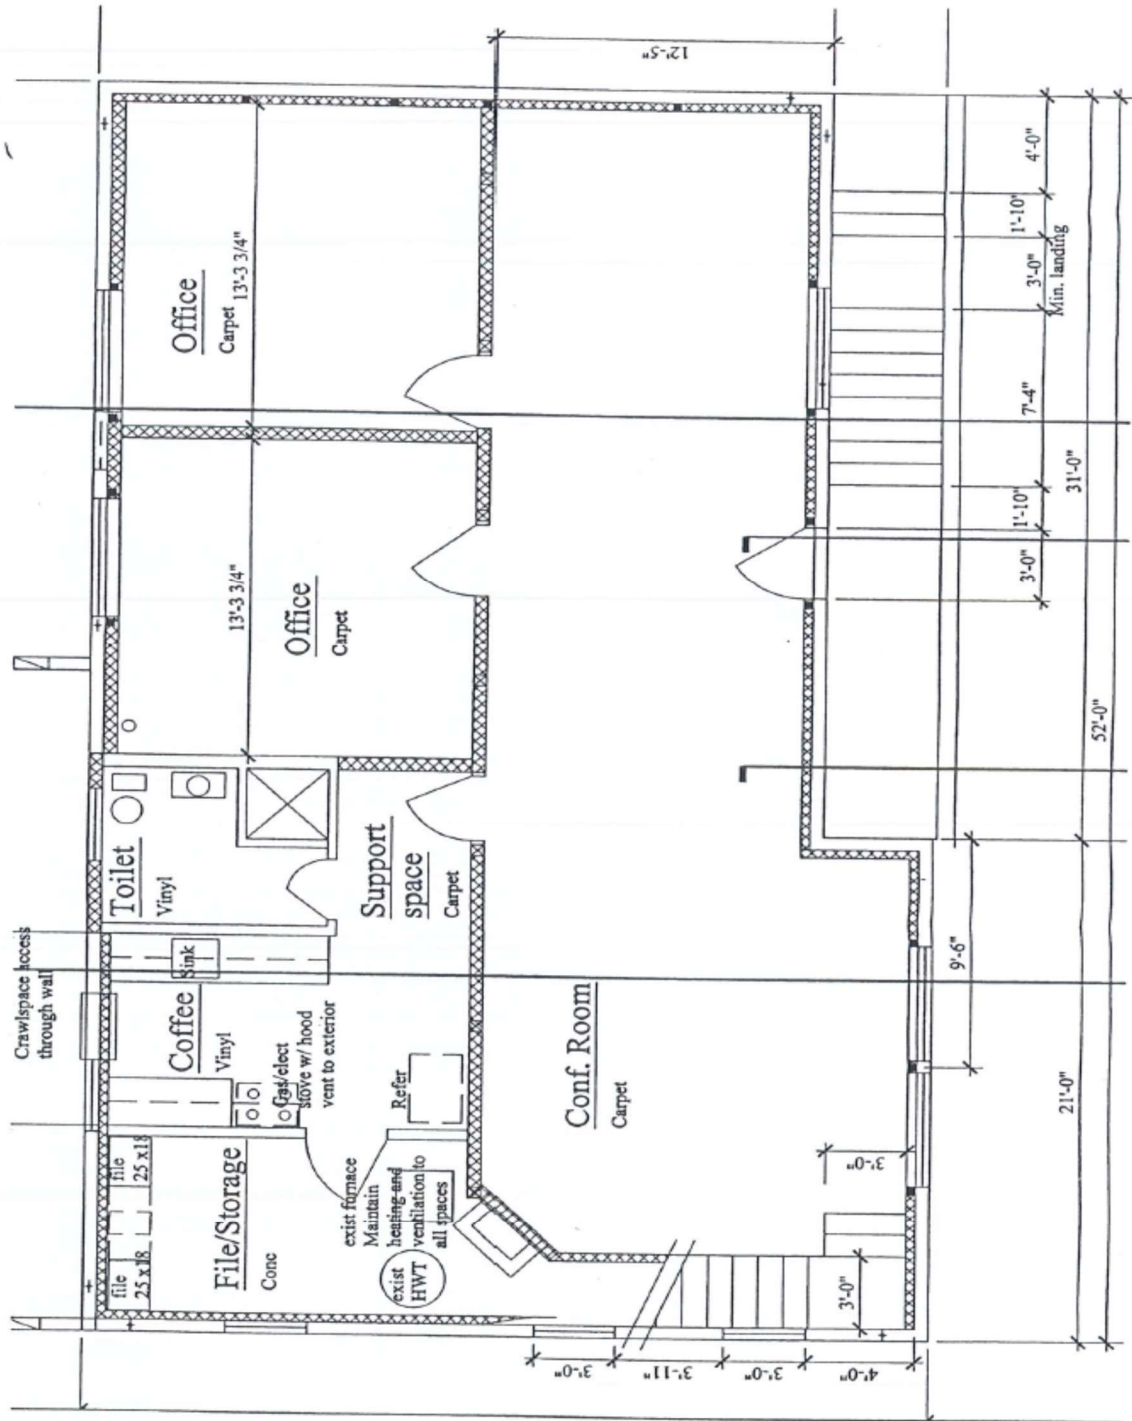 12'-5"
Office
Carpet
13'-3 3/4"
4'-0"
1'-10"
3'-0"
Min. landing
7'-4"
31'-0"
1'-10"
3'-0"
52'-0"
13'-3 3/4"
Office
Carpet
Toilet
Vinyl
Support
space
Carpet
Crawlspace access
through wall
Sink
Coffee
Vinyl
Gas/elect
stove w/ hood
vent to exterior
Refer
Conf. Room
Carpet
9'-6"
21'-0"
3'-0"
file
25 x18
file
25 x18
File/Storage
Conc
exist furnace
Maintain
heating and
ventilation to
all spaces
exist
HWT
3'-0"
3'-0"
3'-11"
3'-0"
4'-0"